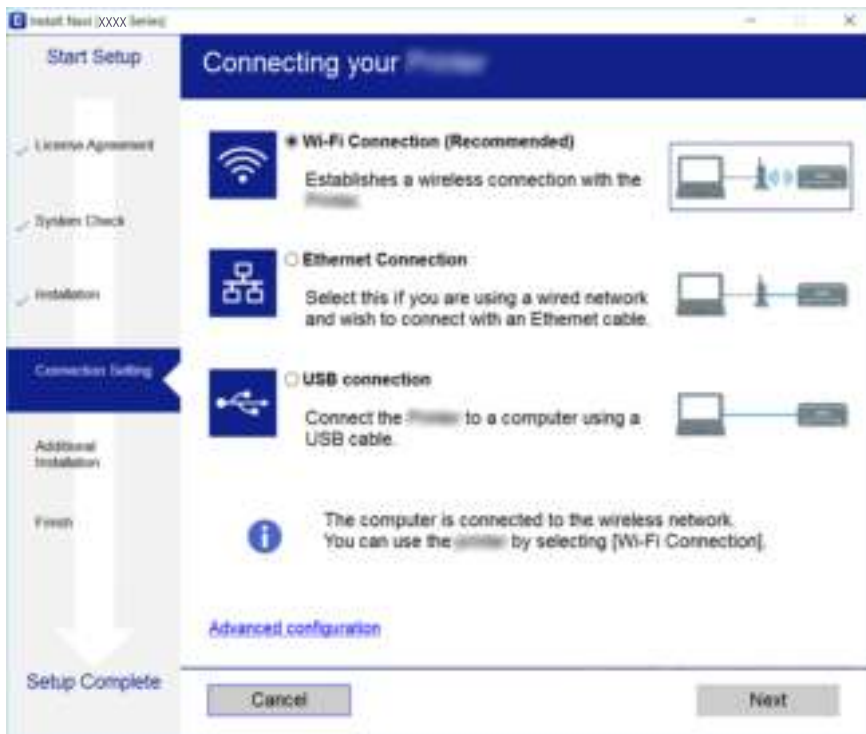 Install Navi [XXXX Series]
Start Setup
License Agreement
System Check
Installation
Connection Setting
Additional
Installation
Finish
Setup Complete
Connecting your
Wi-Fi Connection (Recommended)
Establishes a wireless connection with the
Ethernet Connection
Select this if you are using a wired network
and wish to connect with an Ethernet cable.
USB connection
Connect the to a computer using a
USB cable.
The computer is connected to the wireless network.
You can use the by selecting [Wi-Fi Connection].
Advanced configuration
Cancel
Next